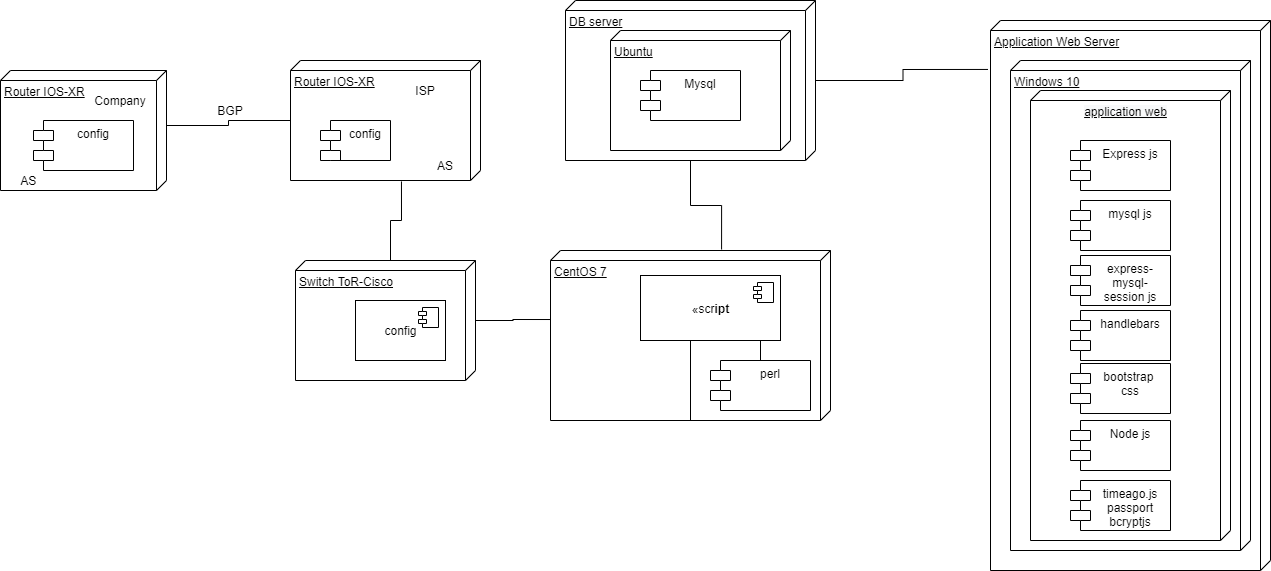 Router IOS-XR
Company
config
AS
BGP
Router IOS-XR
ISP
config
AS
Switch ToR-Cisco
config
DB server
Ubuntu
Mysql
CentOS 7
«script
perl
Application Web Server
Windows 10
application web
Express js
mysql js
express-
mysql-
session js
handlebars
bootstrap
css
Node js
timeago.js
passport
bcryptjs